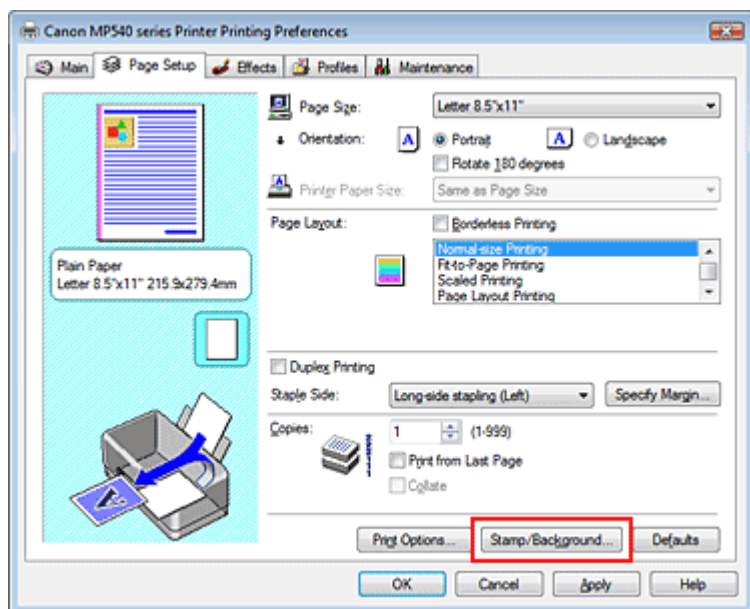 Canon MP540 series Printer Printing Preferences
Main Page Setup Effects Profiles Maintenance
Page Size: Letter 8.5"x11"
Orientation: A Portrait A Landscape
Rotate 180 degrees
Printer Paper Size: Same as Page Size
Page Layout: Borderless Printing
Normal-size Printing
Fit-to-Page Printing
Scaled Printing
Page Layout Printing
Plain Paper
Letter 8.5"x11" 215.9x279.4mm
Duplex Printing
Staple Side: Long-side stapling (Left) Specify Margin...
Copies: 1 (1-999)
Print from Last Page
Collate
A
Print Options... Stamp/Background... Defaults
OK Cancel Apply Help